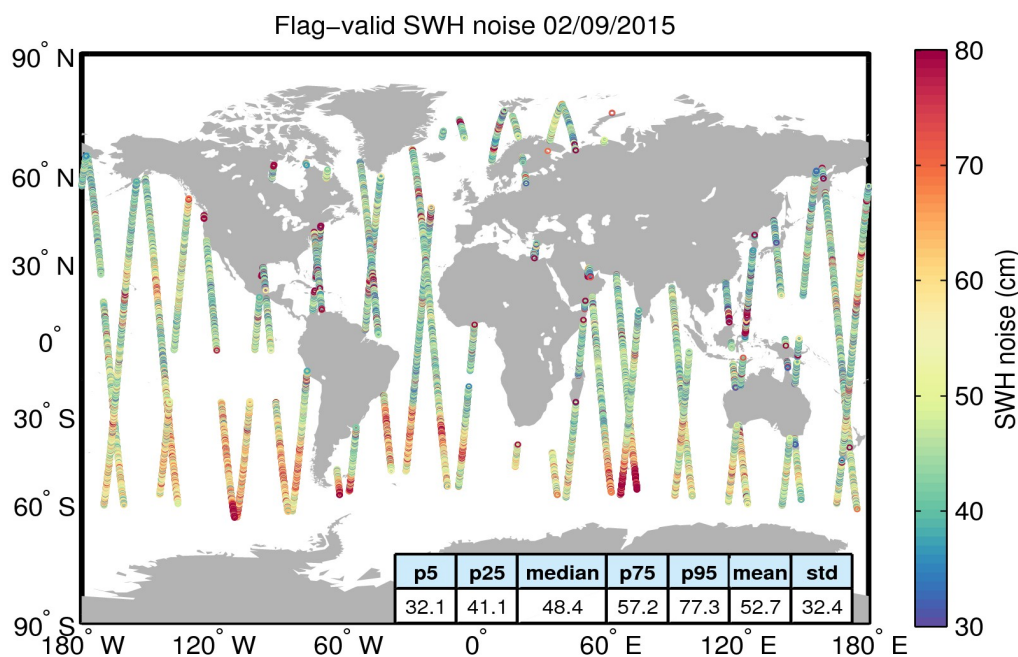 Flag−valid SWH noise 02/09/2015
90° N
60° N
30° N
0°
30° S
60° S
90° S
180° W
120° W
60° W
0°
60° E
120° E
180° E
p5 p25 median p75 p95 mean std
32.1 41.1 48.4 57.2 77.3 52.7 32.4
80
70
60
50
40
30
SWH noise (cm)